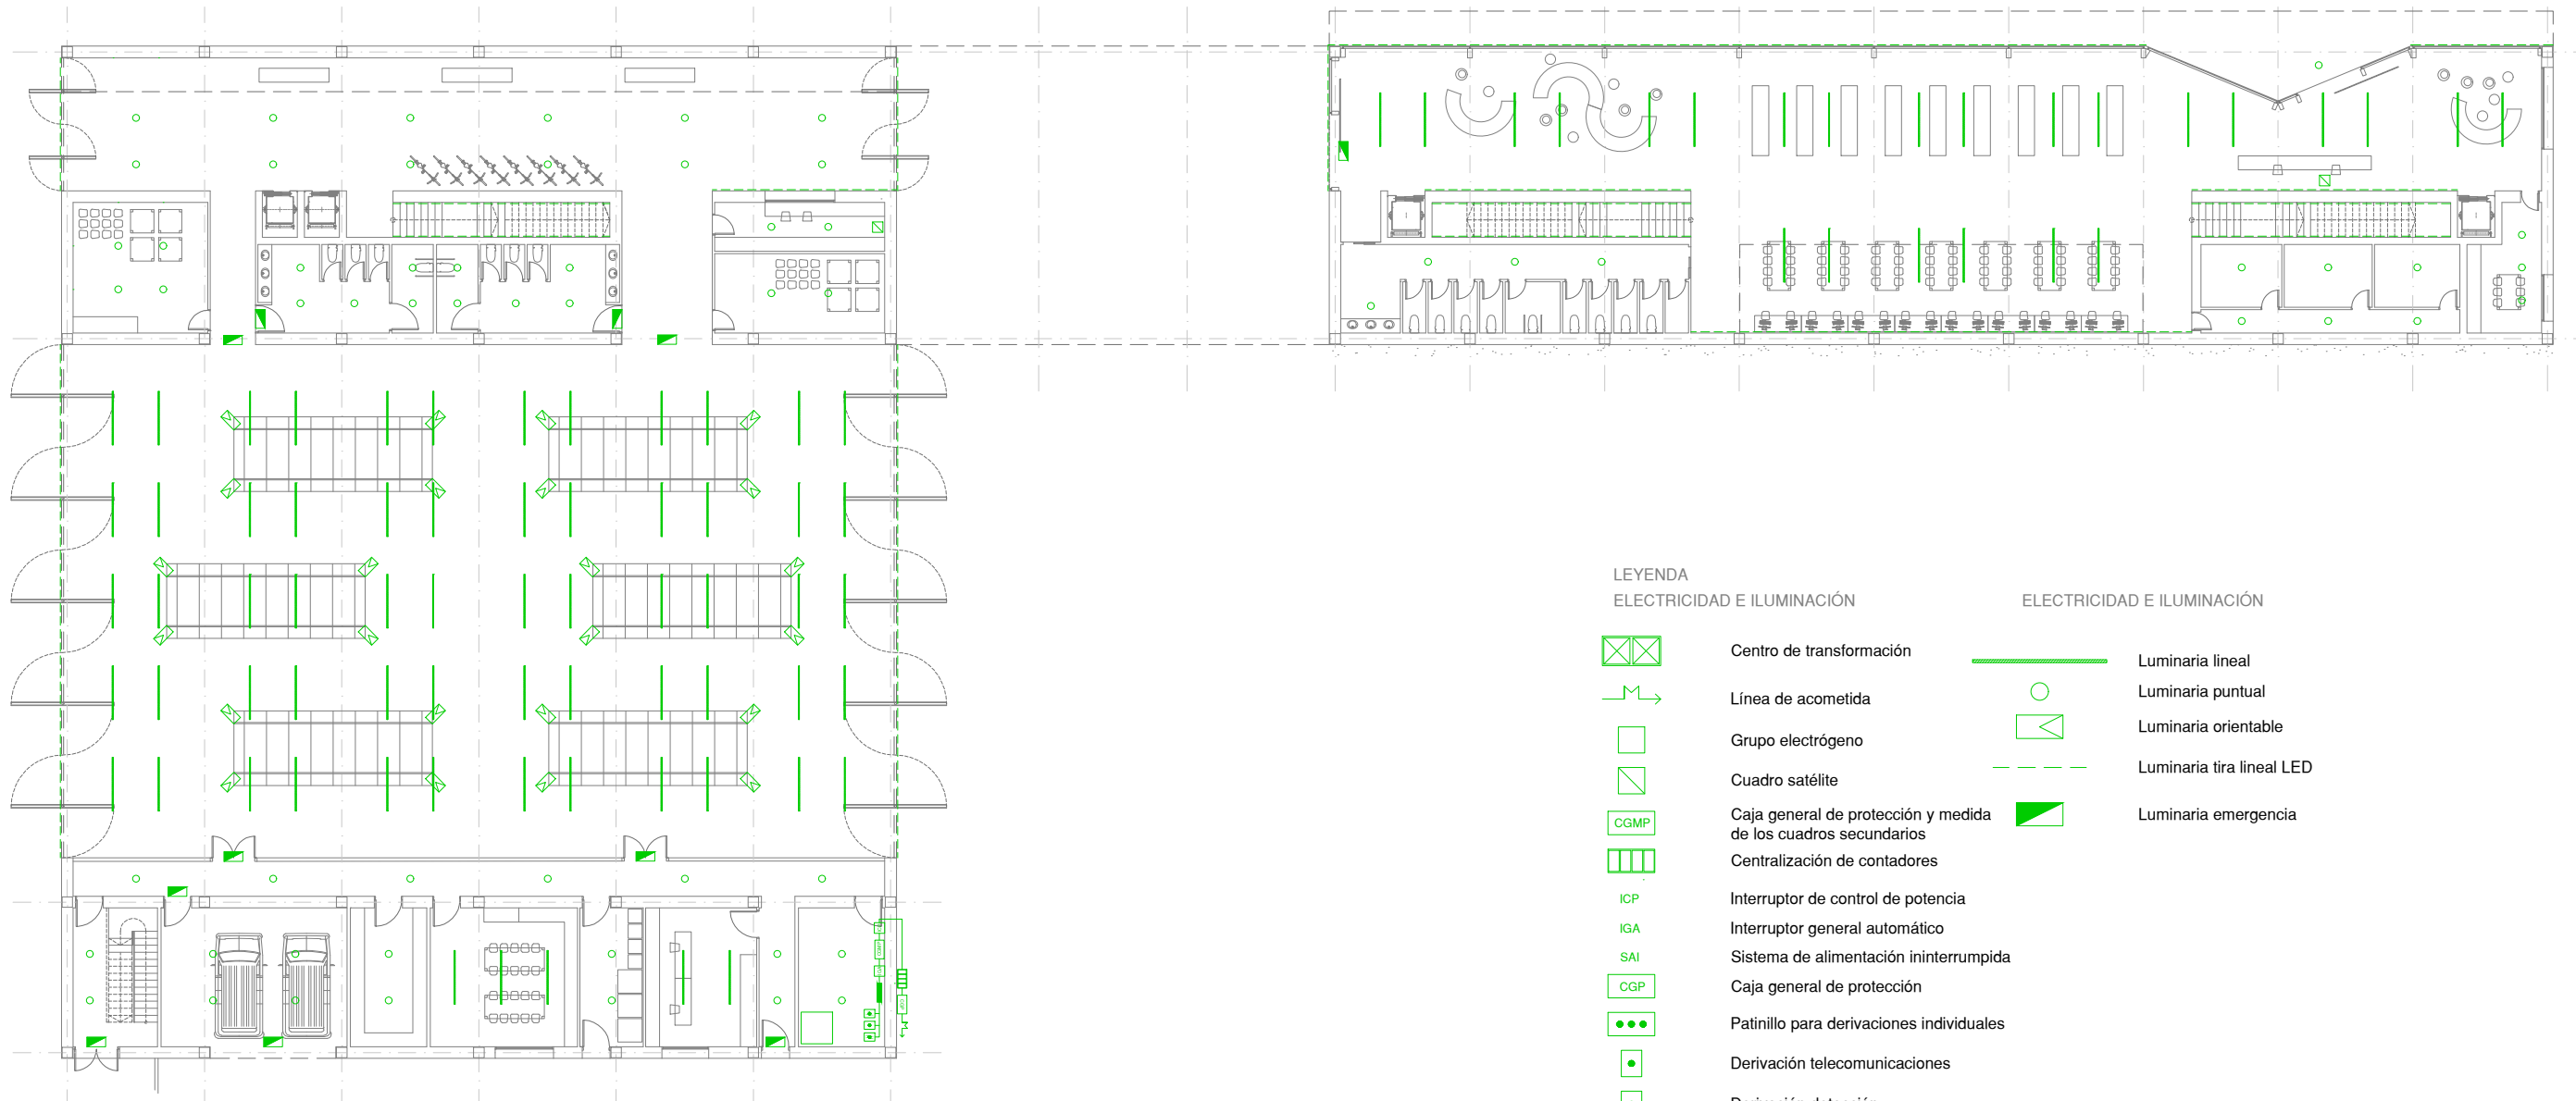 LEYENDA
ELECTRICIDAD E ILUMINACIÓN
Centro de transformación
Línea de acometida
Grupo electrógeno
Cuadro satélite
CGMP Caja general de protección y medida
de los cuadros secundarios
Centralización de contadores
ICP Interruptor de control de potencia
IGA Interruptor general automático
SAI Sistema de alimentación ininterrumpida
CGP Caja general de protección
Patinillo para derivaciones individuales
Derivación telecomunicaciones
ELECTRICIDAD E ILUMINACIÓN
Luminaria lineal
Luminaria puntual
Luminaria orientable
Luminaria tira lineal LED
Luminaria emergencia